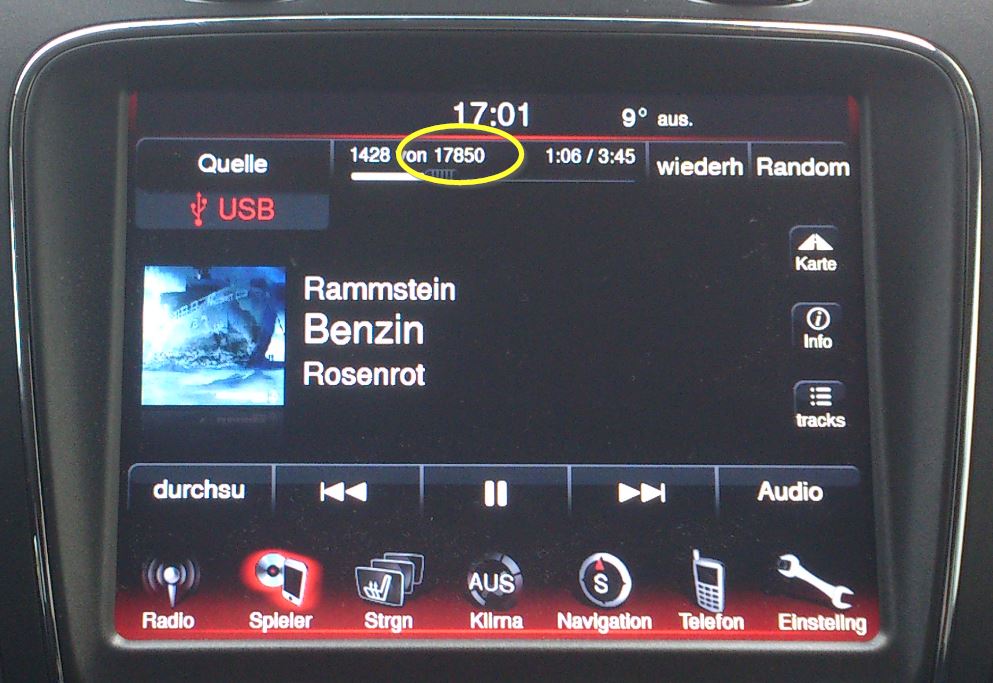 17:01 9° aus.
Quelle 1428 von 17850 1:06 / 3:45 wiederh Random
USB
Karte
Rammstein
Benzin
Info
Rosenrot
tracks
durchsu Audio
AUS S
Radio Spieler Strgn Klima Navigation Telefon Einstellng